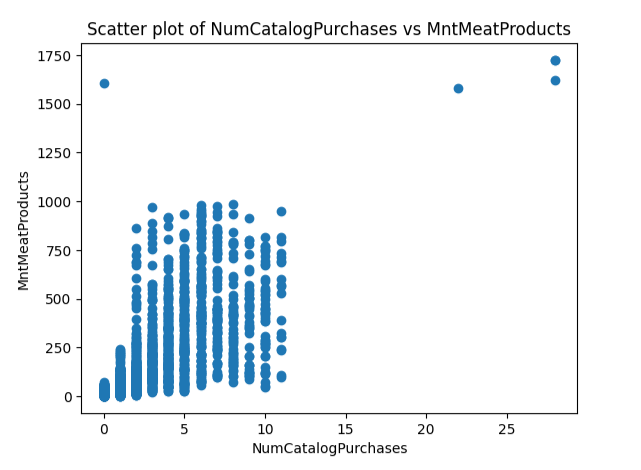 Scatter plot of NumCatalogPurchases vs MntMeatProducts
1750
1500
1250
1000
750
500
250
0
MntMeatProducts
0 5 10 15 20 25
NumCatalogPurchases